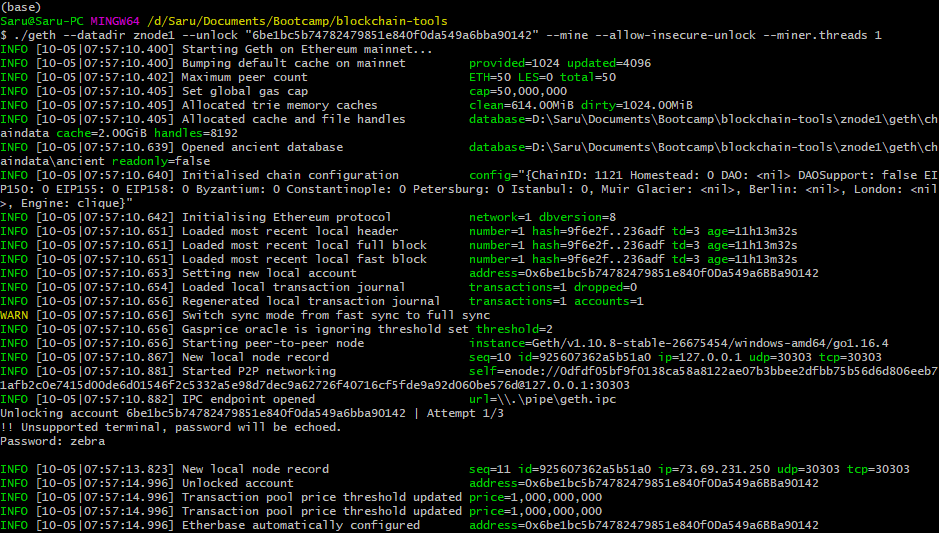 (base)
Saru@Saru-PC MINGW64 /d/Saru/Documents/Bootcamp/blockchain-tools
$ ./geth --datadir znode1 --unlock "6be1bc5b74782479851e840f0da549a6bba90142" --mine --allow-insecure-unlock --miner.threads 1
INFO [10-05|07:57:10.400] Starting Geth on Ethereum mainnet...
INFO [10-05|07:57:10.400] Bumping default cache on mainnet         provided=1024 updated=4096
INFO [10-05|07:57:10.402] Maximum peer count                       ETH=50 LES=0 total=50
INFO [10-05|07:57:10.405] Set global gas cap                       cap=50,000,000
INFO [10-05|07:57:10.405] Allocated trie memory caches             clean=614.00MiB dirty=1024.00MiB
INFO [10-05|07:57:10.405] Allocated cache and file handles         database=D:\Saru\Documents\Bootcamp\blockchain-tools\znode1\geth\ch
aindata cache=2.00GiB handles=8192
INFO [10-05|07:57:10.639] Opened ancient database                  database=D:\Saru\Documents\Bootcamp\blockchain-tools\znode1\geth\ch
aindata\ancient readonly=false
INFO [10-05|07:57:10.640] Initialised chain configuration          config="{ChainID: 1121 Homestead: 0 DAO: <nil> DAOSupport: false EI
P150: 0 EIP155: 0 EIP158: 0 Byzantium: 0 Constantinople: 0 Petersburg: 0 Istanbul: 0, Muir Glacier: <nil>, Berlin: <nil>, London: <nil
>, Engine: clique}"
INFO [10-05|07:57:10.642] Initialising Ethereum protocol           network=1 dbversion=8
INFO [10-05|07:57:10.651] Loaded most recent local header          number=1 hash=9f6e2f..236adf td=3 age=11h13m32s
INFO [10-05|07:57:10.651] Loaded most recent local full block      number=1 hash=9f6e2f..236adf td=3 age=11h13m32s
INFO [10-05|07:57:10.651] Loaded most recent local fast block      number=1 hash=9f6e2f..236adf td=3 age=11h13m32s
INFO [10-05|07:57:10.653] Setting new local account                address=0x6be1bc5b74782479851e840f0Da549a6BBa90142
INFO [10-05|07:57:10.654] Loaded local transaction journal         transactions=1 dropped=0
INFO [10-05|07:57:10.656] Regenerated local transaction journal    transactions=1 accounts=1
WARN [10-05|07:57:10.656] Switch sync mode from fast sync to full sync
INFO [10-05|07:57:10.656] Gasprice oracle is ignoring threshold set threshold=2
INFO [10-05|07:57:10.656] Starting peer-to-peer node               instance=Geth/v1.10.8-stable-26675454/windows-amd64/go1.16.4
INFO [10-05|07:57:10.867] New local node record                    seq=10 id=925607362a5b51a0 ip=127.0.0.1 udp=30303 tcp=30303
INFO [10-05|07:57:10.881] Started P2P networking                   self=enode://0dfdf05bf9f0138ca58a8122ae07b3bbee2dfbb75b56d6d806eeb7
1afb2c0e7415d00de6d01546f2c5332a5e98d7dec9a62726f40716cf5fde9a92d060be576d@127.0.0.1:30303
INFO [10-05|07:57:10.882] IPC endpoint opened                      url=\\.\pipe\geth.ipc
Unlocking account 6be1bc5b74782479851e840f0da549a6bba90142 | Attempt 1/3
!! Unsupported terminal, password will be echoed.
Password: zebra
INFO [10-05|07:57:13.823] New local node record                    seq=11 id=925607362a5b51a0 ip=73.69.231.250 udp=30303 tcp=30303
INFO [10-05|07:57:14.996] Unlocked account                         address=0x6be1bc5b74782479851e840f0Da549a6BBa90142
INFO [10-05|07:57:14.996] Transaction pool price threshold updated price=1,000,000,000
INFO [10-05|07:57:14.996] Transaction pool price threshold updated price=1,000,000,000
INFO [10-05|07:57:14.996] Etherbase automatically configured       address=0x6be1bc5b74782479851e840f0Da549a6BBa90142